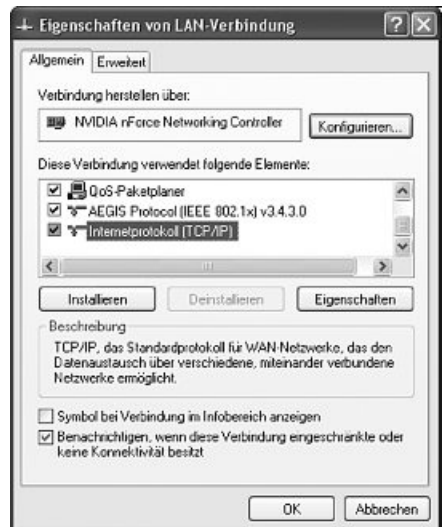 Eigenschaften von LAN-Verbindung
Allgemein Erweitert
Verbindung herstellen über:
NVIDIA nForce Networking Controller Konfigurieren...
Diese Verbindung verwendet folgende Elemente:
QoS-Paketplaner
AEGIS Protocol (IEEE 802.1x) v3.4.3.0
Internetprotokoll (TCP/IP)
Installieren Deinstallieren Eigenschaften
Beschreibung
TCP/IP, das Standardprotokoll für WAN-Netzwerke, das den
Datenaustausch über verschiedene, miteinander verbundene
Netzwerke ermöglicht.
Symbol bei Verbindung im Infobereich anzeigen
Benachrichtigen, wenn diese Verbindung eingeschränkte oder
keine Konnektivität besitzt
OK Abbrechen